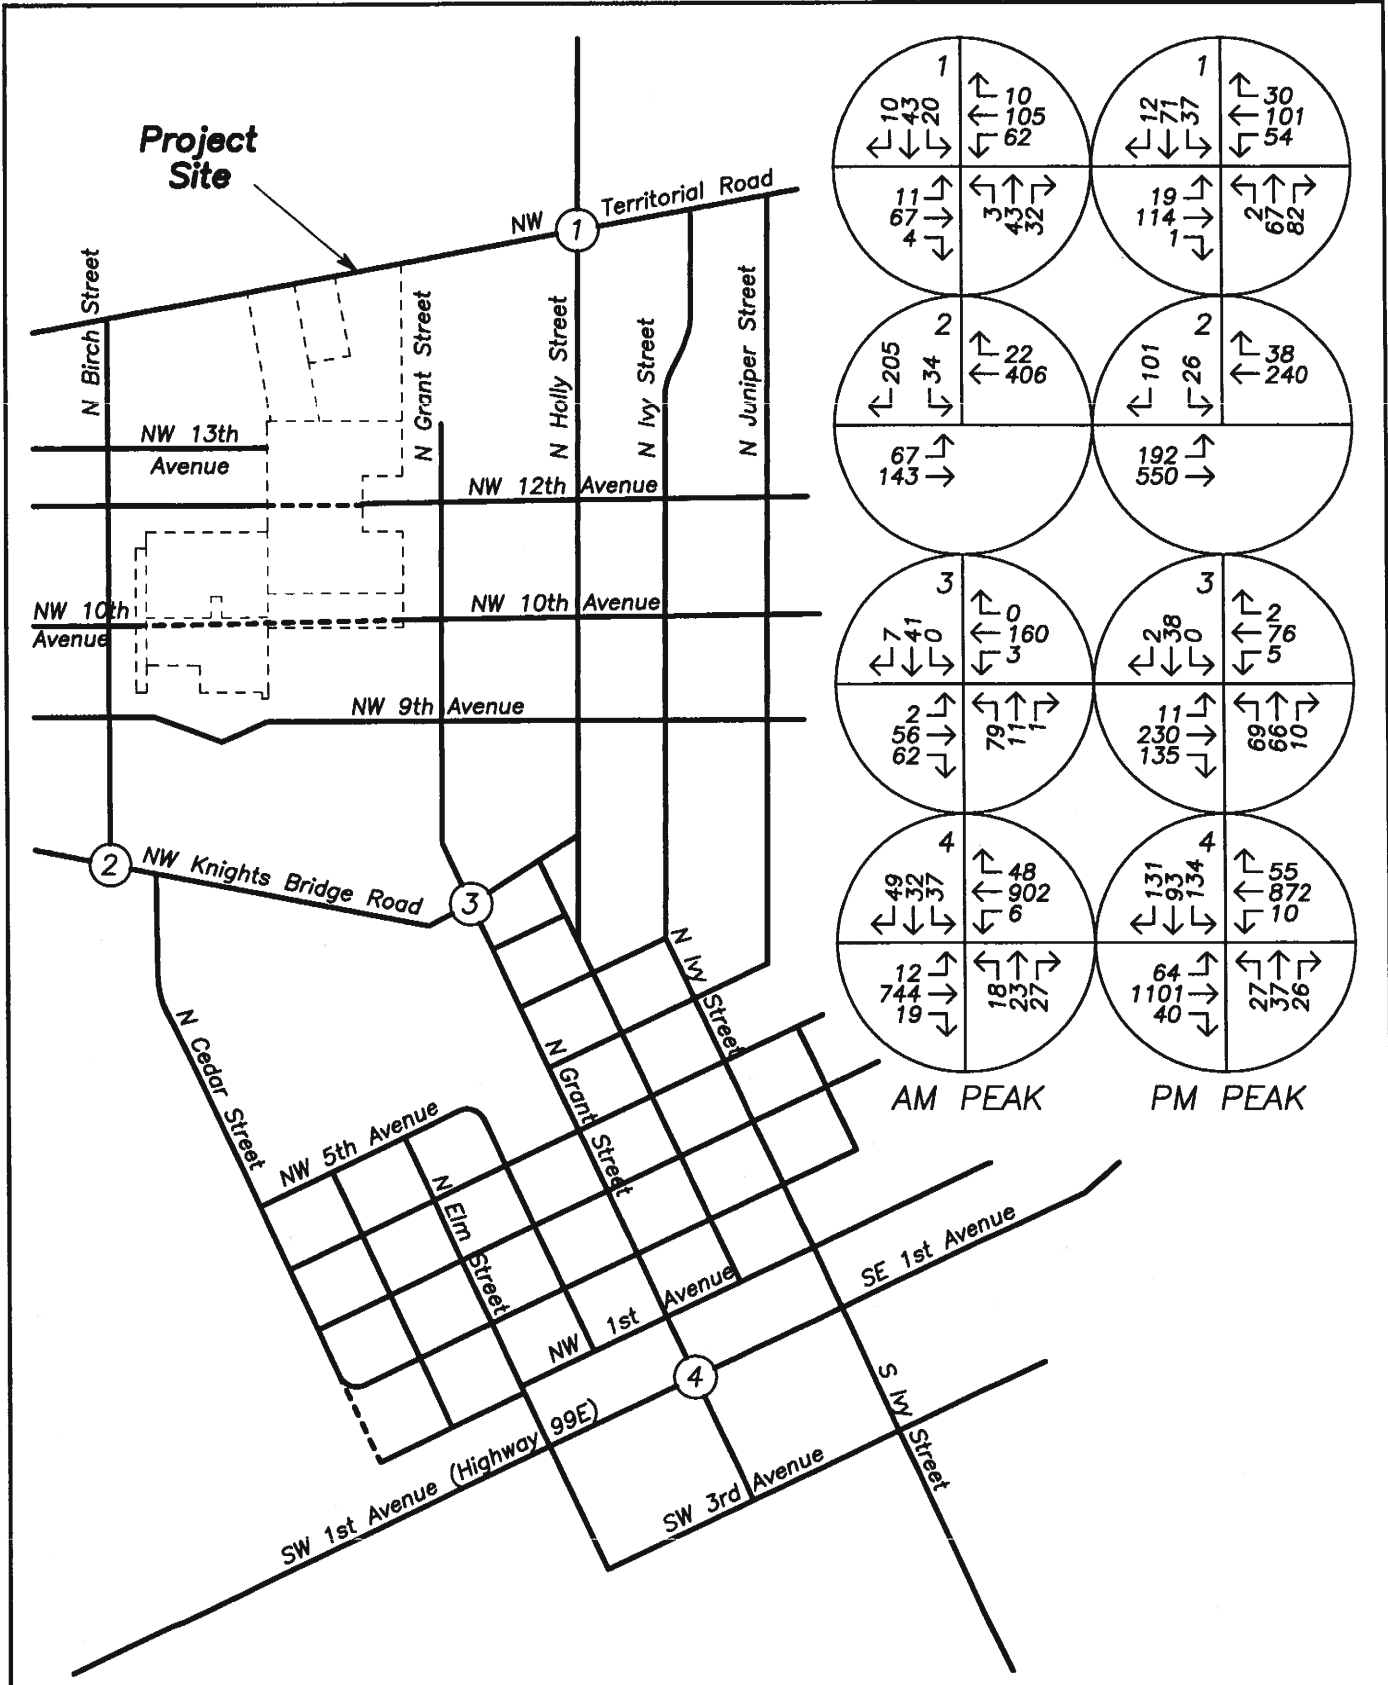 Project
Site
NW
1
Territorial Road
N Birch Street
N Grant Street
N Holly Street
N Ivy Street
N Juniper Street
NW 13th
Avenue
NW 12th Avenue
NW 10th
Avenue
NW 10th Avenue
NW 9th Avenue
2
NW Knights Bridge Road
3
N Ivy Street
N Cedar Street
N Grant Street
NW 5th Avenue
N Elm Street
NW 1st Avenue
SE 1st Avenue
4
S Ivy Street
SW 1st Avenue (Highway 99E)
SW 3rd Avenue
1
10 43 20
10
105
62
11
67
4
3 43 32
1
12 71 37
30
101
54
19
114
1
2 67 82
2
205 34
22
406
67
143
2
101 26
38
240
192
550
3
7 41 0
0
160
3
2
56
62
79 11 1
3
2 38 0
2
76
5
11
230
135
69 66 10
4
49 32 37
48
902
6
12
744
19
18 23 27
4
131 93 134
55
872
10
64
1101
40
27 37 26
AM PEAK
PM PEAK